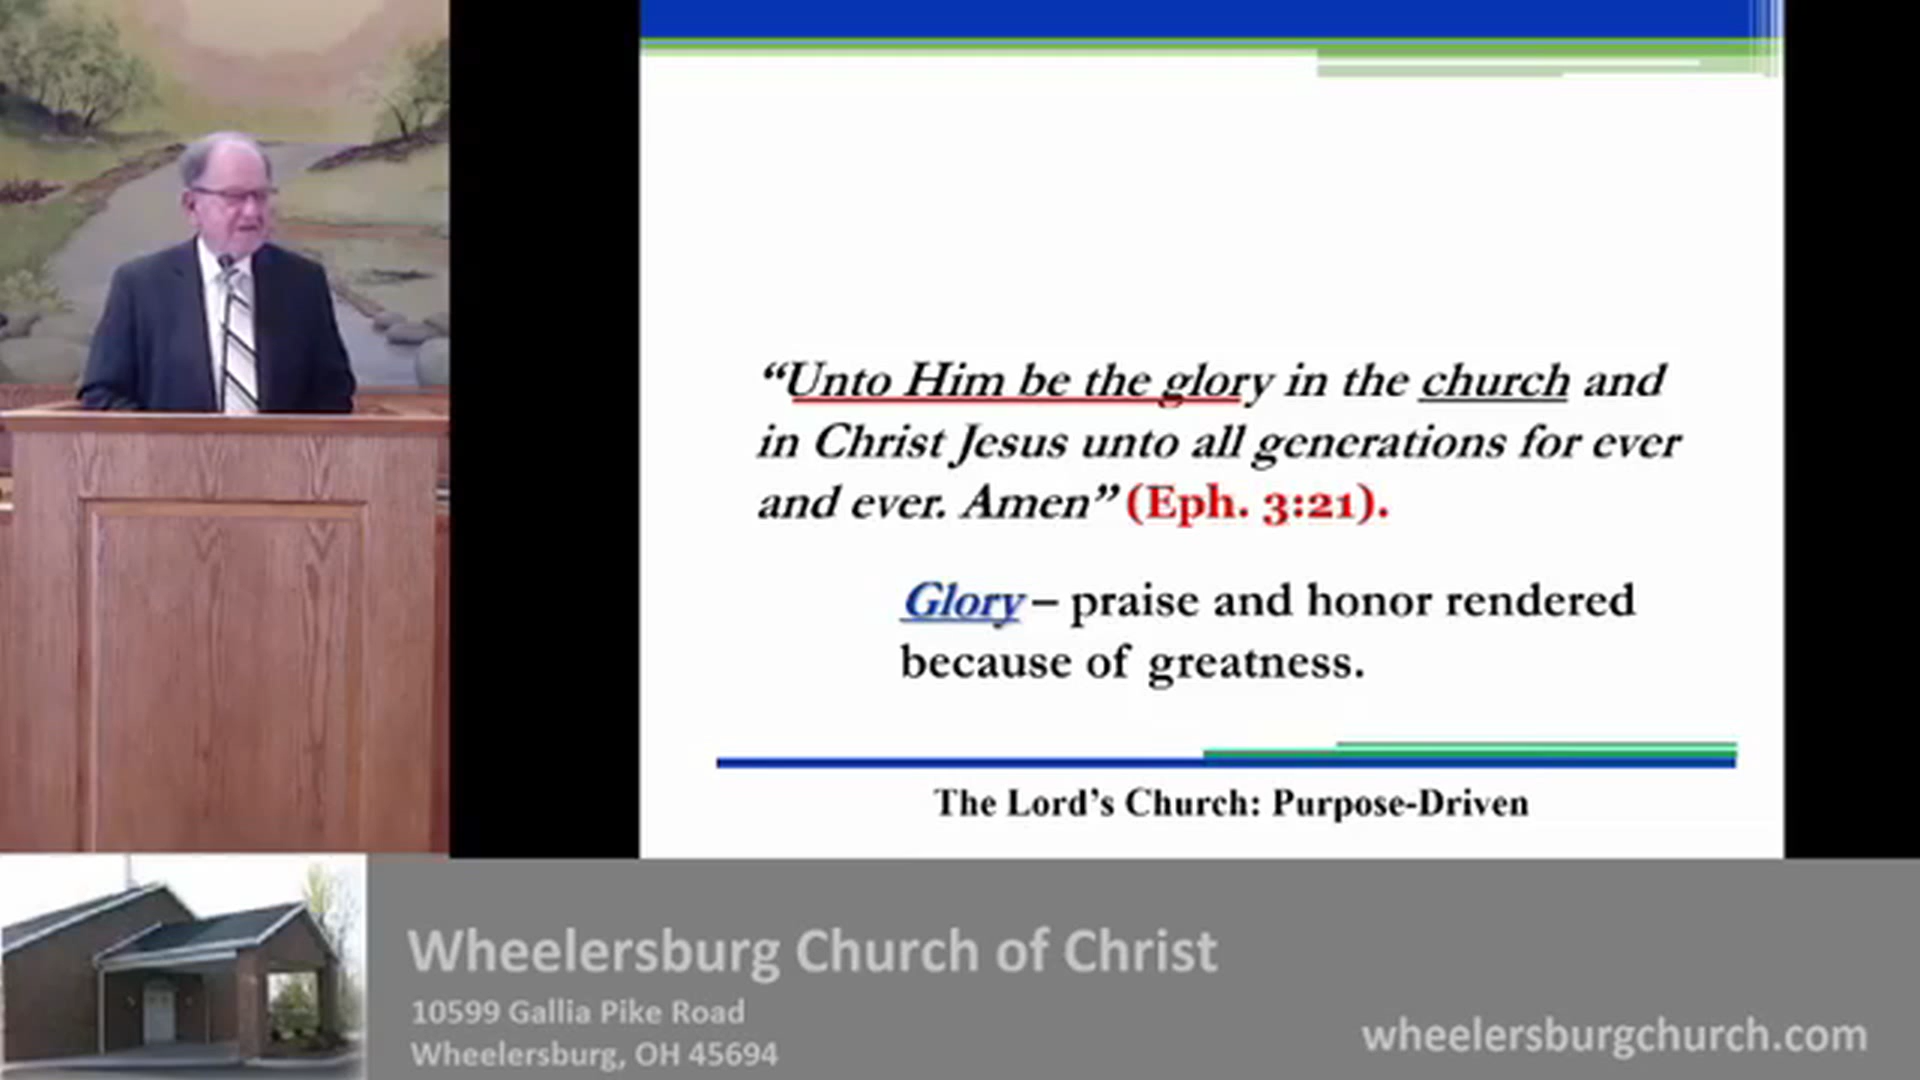 “Unto Him be the glory in the church and
in Christ Jesus unto all generations for ever
and ever. Amen” (Eph. 3:21).
Glory – praise and honor rendered
because of greatness.
The Lord’s Church: Purpose-Driven
Wheelersburg Church of Christ
10599 Gallia Pike Road
Wheelersburg, OH 45694
wheelersburgchurch.com